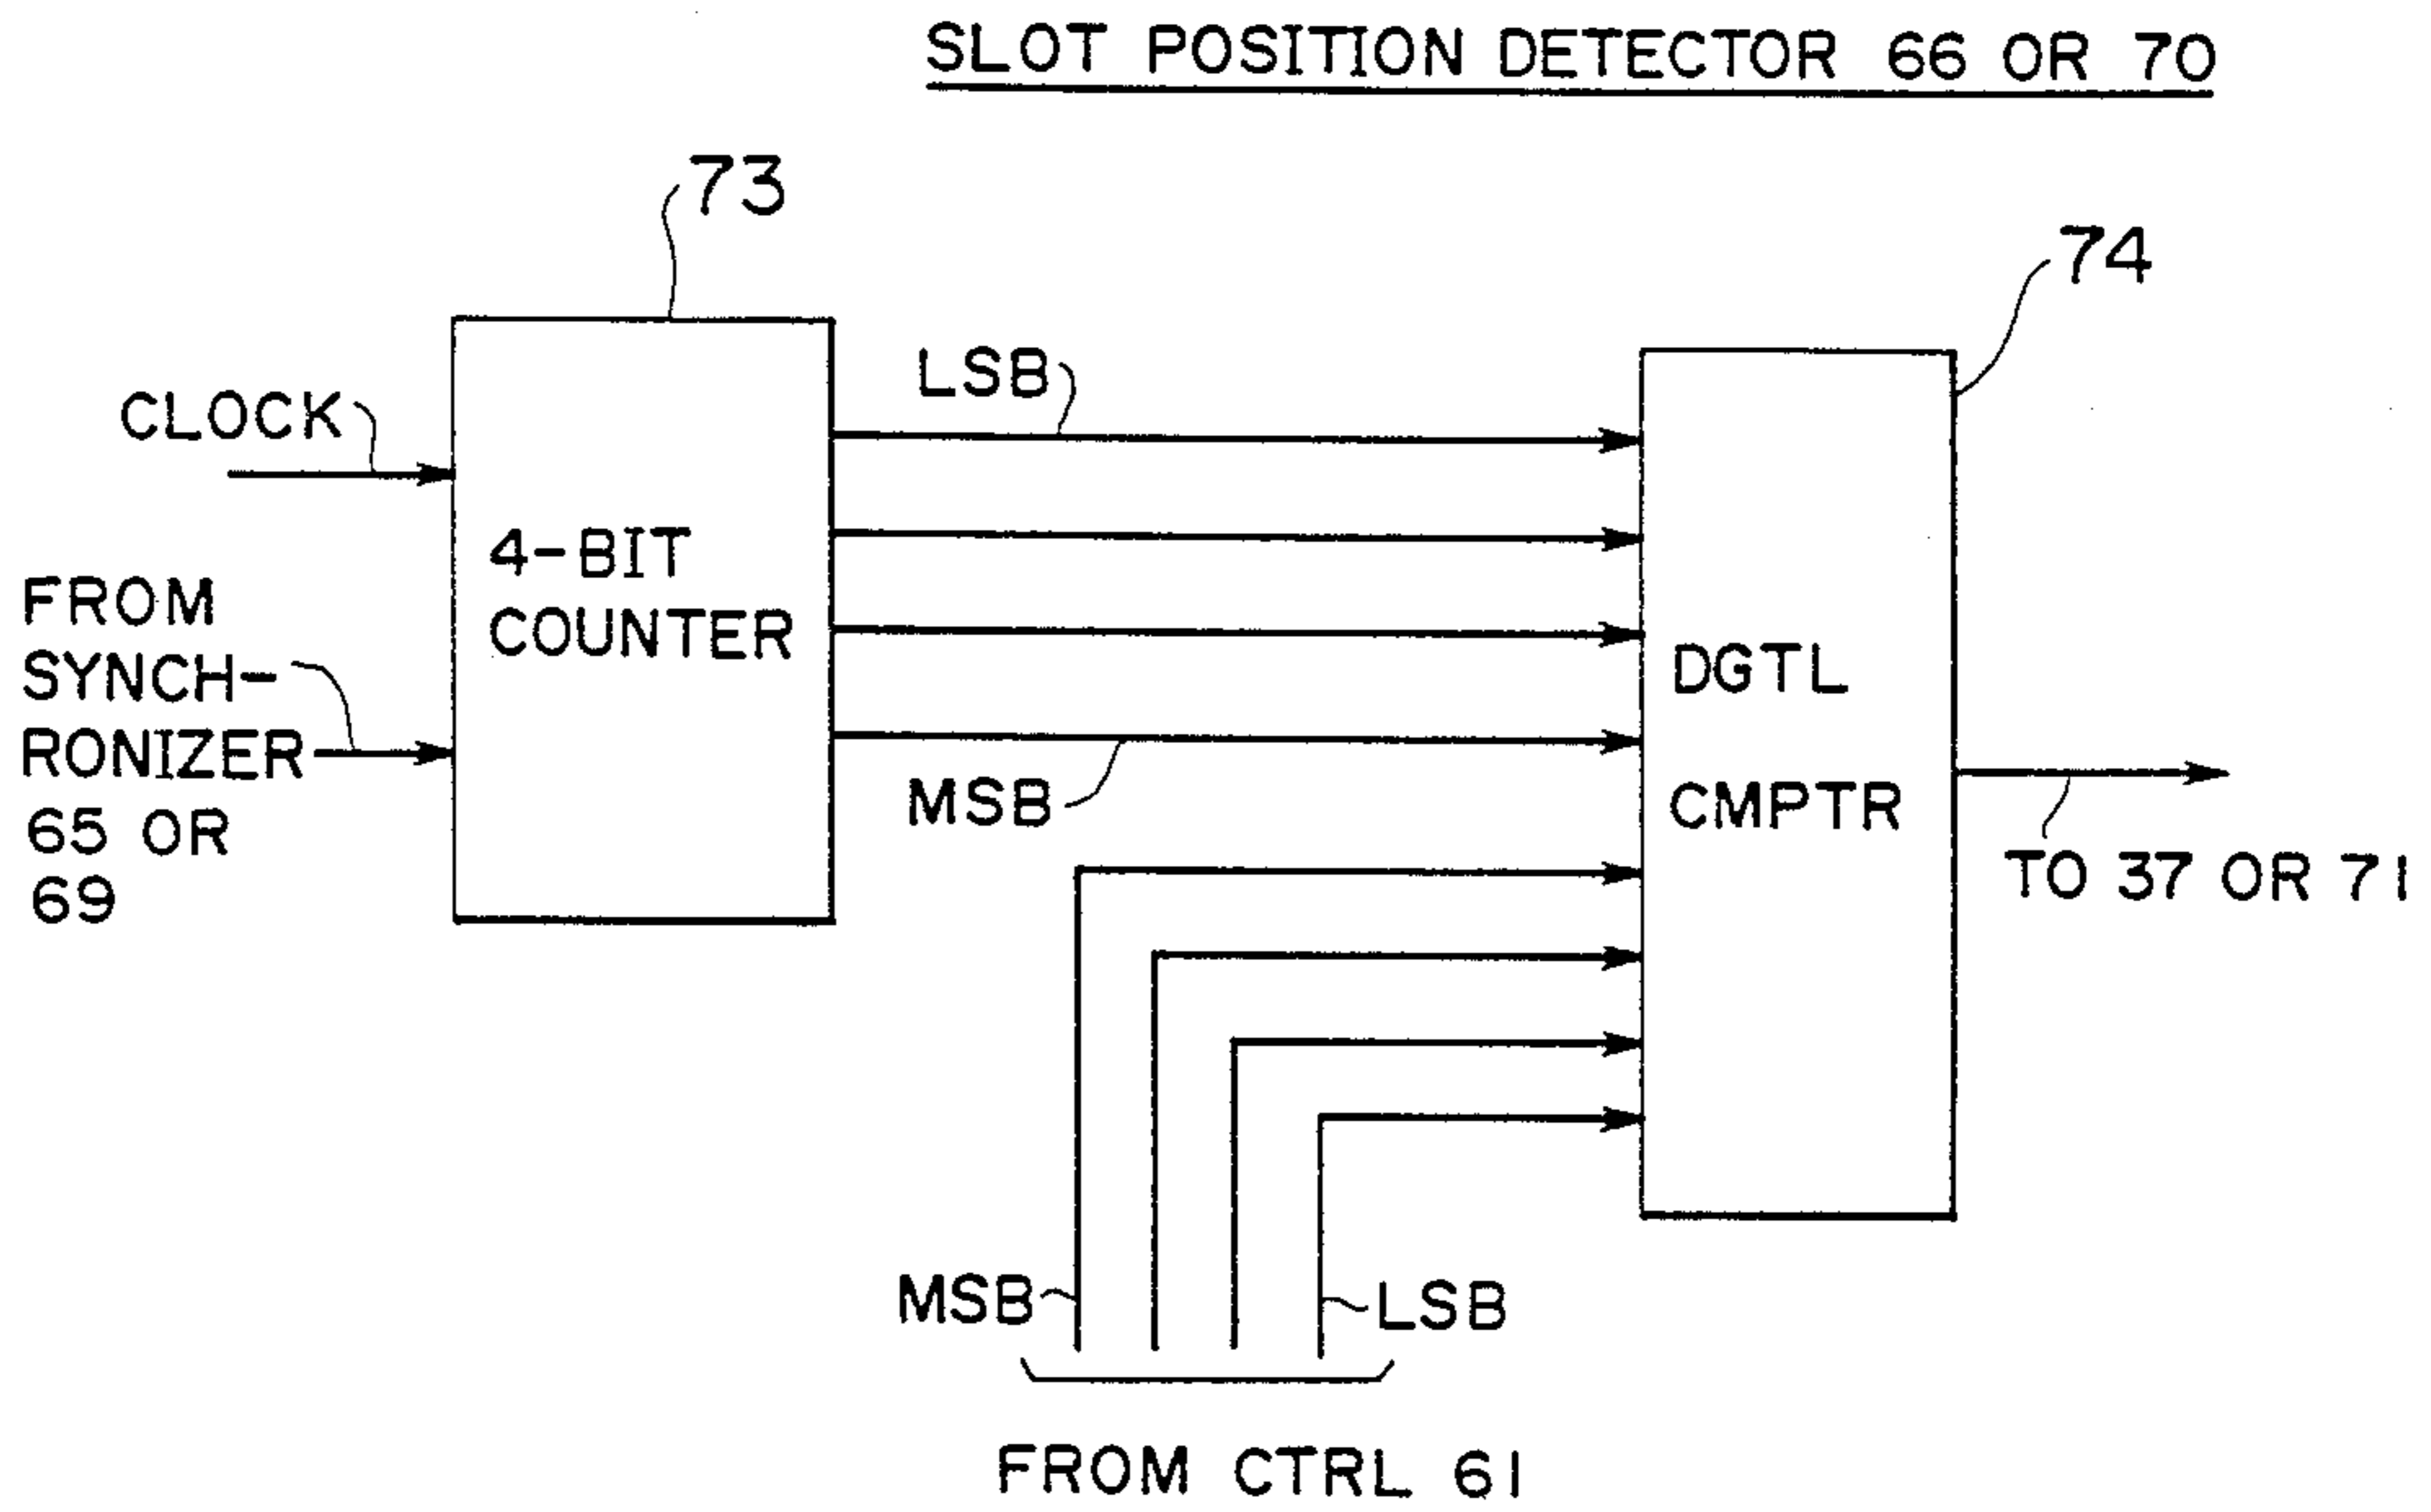 SLOT POSITION DETECTOR 66 OR 70
73
74
LSB
CLOCK
4-BIT
COUNTER
FROM
SYNCH-
RONIZER
65 OR
69
DGTL
CMPTR
MSB
TO 37 OR 71
MSB
LSB
FROM CTRL 61